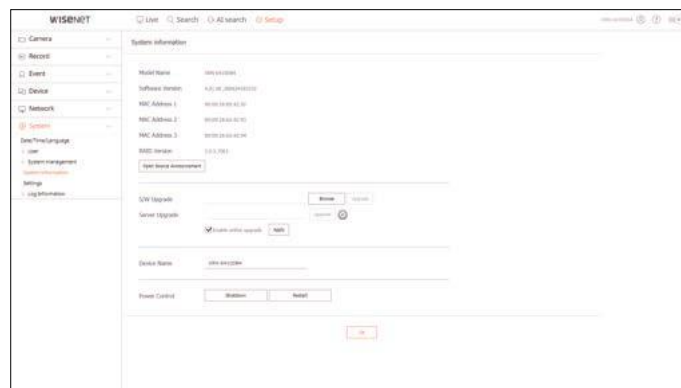 WISENET
Live Search AI search Setup
Camera
Record
Event
Device
Network
System
Date/Time/Language
User
System management
System Information
Settings
Log Information
System Information
Model Name
Software Version
MAC Address 1
MAC Address 2
MAC Address 3
RAID Version
Open Source Announcement
S/W Upgrade Browse Upgrade
Server Upgrade Upgrade
Enable online upgrade Apply
Device Name
Power Control Shutdown Restart
OK